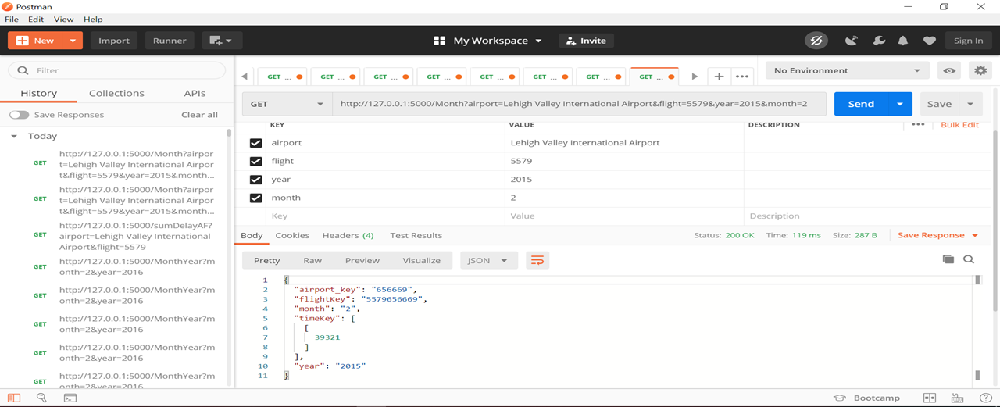 Postman
File Edit View Help
New Import Runner My Workspace Invite Sign In
Filter
History Collections APIs
Save Responses Clear all
Today
GET http://127.0.0.1:5000/Month?airpor
t=Lehigh Valley International Airpor
t&flight=5579&year=2015&month...
GET http://127.0.0.1:5000/Month?airpor
t=Lehigh Valley International Airpor
t&flight=5579&year=2015&month...
GET http://127.0.0.1:5000/sumDelayAF?
airport=Lehigh Valley International
Airport&flight=5579
GET http://127.0.0.1:5000/MonthYear?m
onth=2&year=2016
GET http://127.0.0.1:5000/MonthYear?m
onth=2&year=2016
GET http://127.0.0.1:5000/MonthYear?m
onth=2&year=2016
GET http://127.0.0.1:5000/MonthYear?m
onth=2&year=2016
GET http://127.0.0.1:5000/MonthYear?m
onth=2&year=2016
GET ... GET ... GET ... GET ... GET ... GET ... GET ... GET ... No Environment
GET http://127.0.0.1:5000/Month?airport=Lehigh Valley International Airport&flight=5579&year=2015&month=2 Send Save
KEY VALUE DESCRIPTION Bulk Edit
airport Lehigh Valley International Airport
flight 5579
year 2015
month 2
Key Value Description
Body Cookies Headers (4) Test Results Status: 200 OK Time: 119 ms Size: 287 B Save Response
Pretty Raw Preview Visualize JSON
1 {
2 "airport_key": "656669",
3 "flightKey": "5579656669",
4 "month": "2",
5 "timeKey": [
6 [
7 39321
8 ]
9 ],
10 "year": "2015"
11 }
Bootcamp